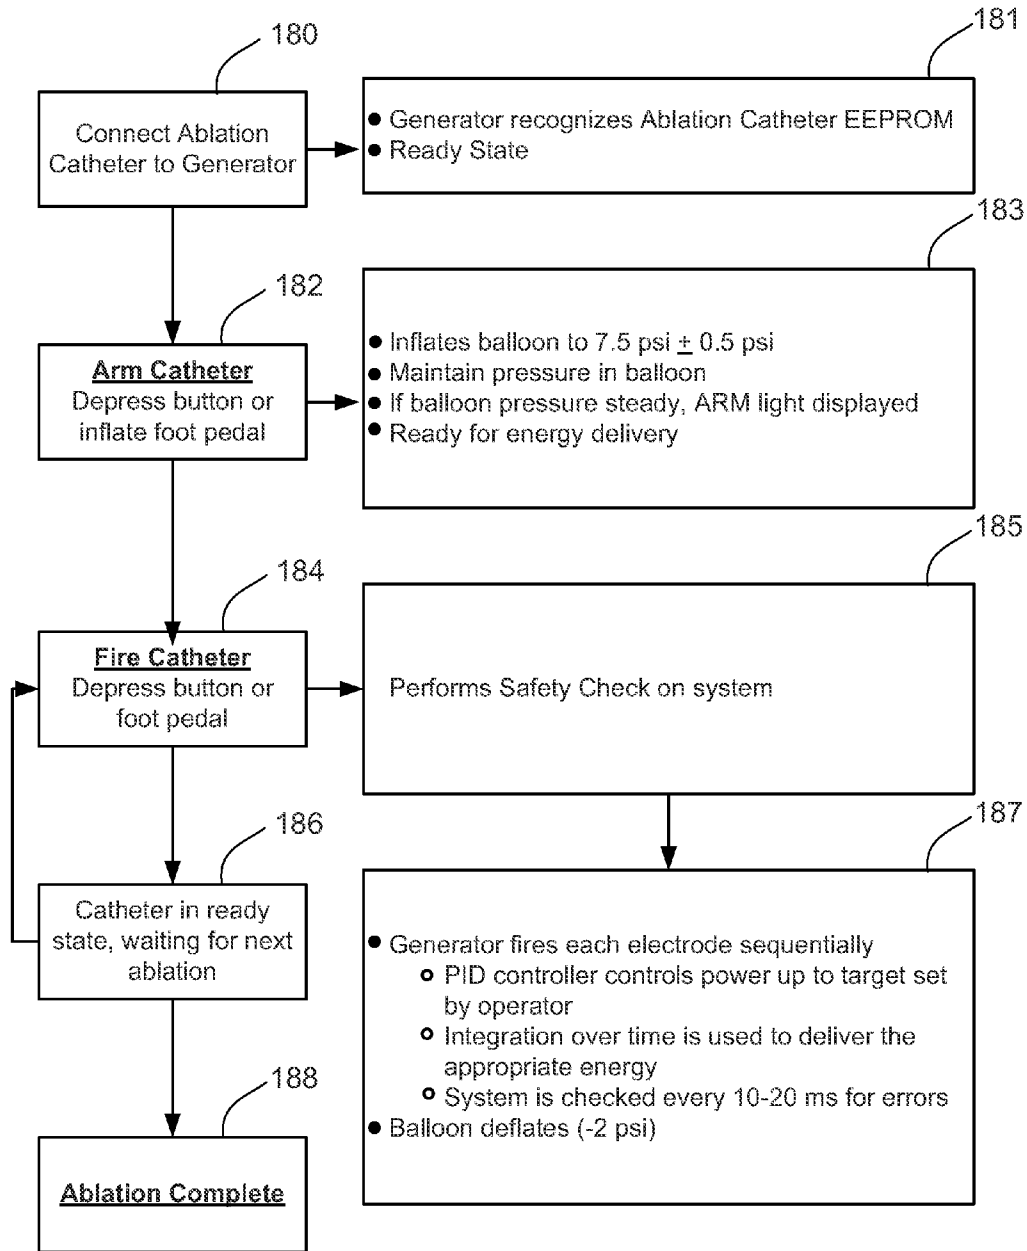 180
181
Connect Ablation
Catheter to Generator
● Generator recognizes Ablation Catheter EEPROM
● Ready State
183
182
Arm Catheter
Depress button or
inflate foot pedal
● Inflates balloon to 7.5 psi ± 0.5 psi
● Maintain pressure in balloon
● If balloon pressure steady, ARM light displayed
● Ready for energy delivery
185
184
Fire Catheter
Depress button or
foot pedal
Performs Safety Check on system
187
186
Catheter in ready
state, waiting for next
ablation
● Generator fires each electrode sequentially
o PID controller controls power up to target set
by operator
o Integration over time is used to deliver the
appropriate energy
o System is checked every 10-20 ms for errors
● Balloon deflates (-2 psi)
188
Ablation Complete